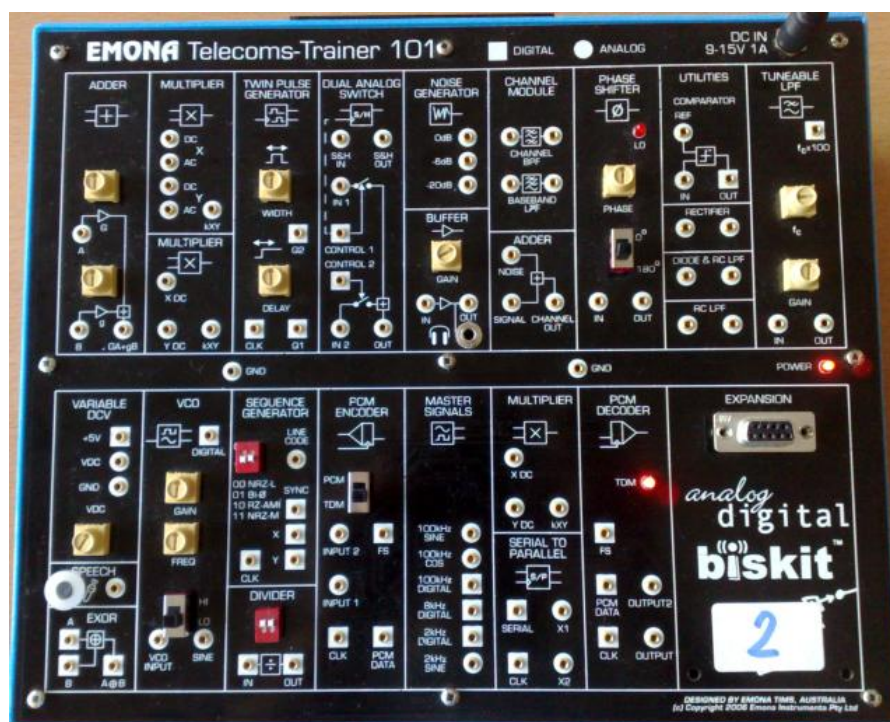 EMONA Telecoms-Trainer 101
DIGITAL
ANALOG
DC IN
9-15V 1A
ADDER
G
A
g
B
GA+gB
MULTIPLIER
DC
X
AC
DC
Y
AC
kXY
MULTIPLIER
X DC
Y DC
kXY
TWIN PULSE
GENERATOR
WIDTH
Q2
DELAY
CLK
Q1
DUAL ANALOG
SWITCH
S/H
S&H
IN
S&H
OUT
IN 1
CONTROL 1
CONTROL 2
IN 2
OUT
NOISE
GENERATOR
0dB
-6dB
-20dB
BUFFER
GAIN
IN
OUT
CHANNEL
MODULE
CHANNEL
BPF
BASEBAND
LPF
ADDER
NOISE
SIGNAL
CHANNEL
OUT
PHASE
SHIFTER
Ø
LO
PHASE
0°
180°
IN
OUT
UTILITIES
COMPARATOR
REF
IN
OUT
RECTIFIER
DIODE & RC LPF
RC LPF
TUNEABLE
LPF
fc x100
fc
GAIN
IN
OUT
GND
GND
POWER
VARIABLE
DCV
+5V
VDC
GND
VDC
SPEECH
EXOR
A
B
A⊕B
VCO
DIGITAL
GAIN
FREQ
HI
LO
VCO
INPUT
SINE
SEQUENCE
GENERATOR
LINE
CODE
00 NRZ-L
01 BI-Ø
10 RZ-AMI
11 NRZ-M
SYNC
X
Y
CLK
DIVIDER
IN
÷
OUT
PCM
ENCODER
PCM
TDM
INPUT 2
FS
INPUT 1
CLK
PCM
DATA
MASTER
SIGNALS
100kHz
SINE
100kHz
COS
100kHz
DIGITAL
8kHz
DIGITAL
2kHz
DIGITAL
2kHz
SINE
MULTIPLIER
X DC
Y DC
kXY
SERIAL TO
PARALLEL
S/P
SERIAL
X1
CLK
X2
PCM
DECODER
TDM
FS
PCM
DATA
OUTPUT2
CLK
OUTPUT
EXPANSION
analog
digital
biskit™
2
DESIGNED BY EMONA TIMS, AUSTRALIA
(c) Copyright 2006 Emona Instruments Pty Ltd